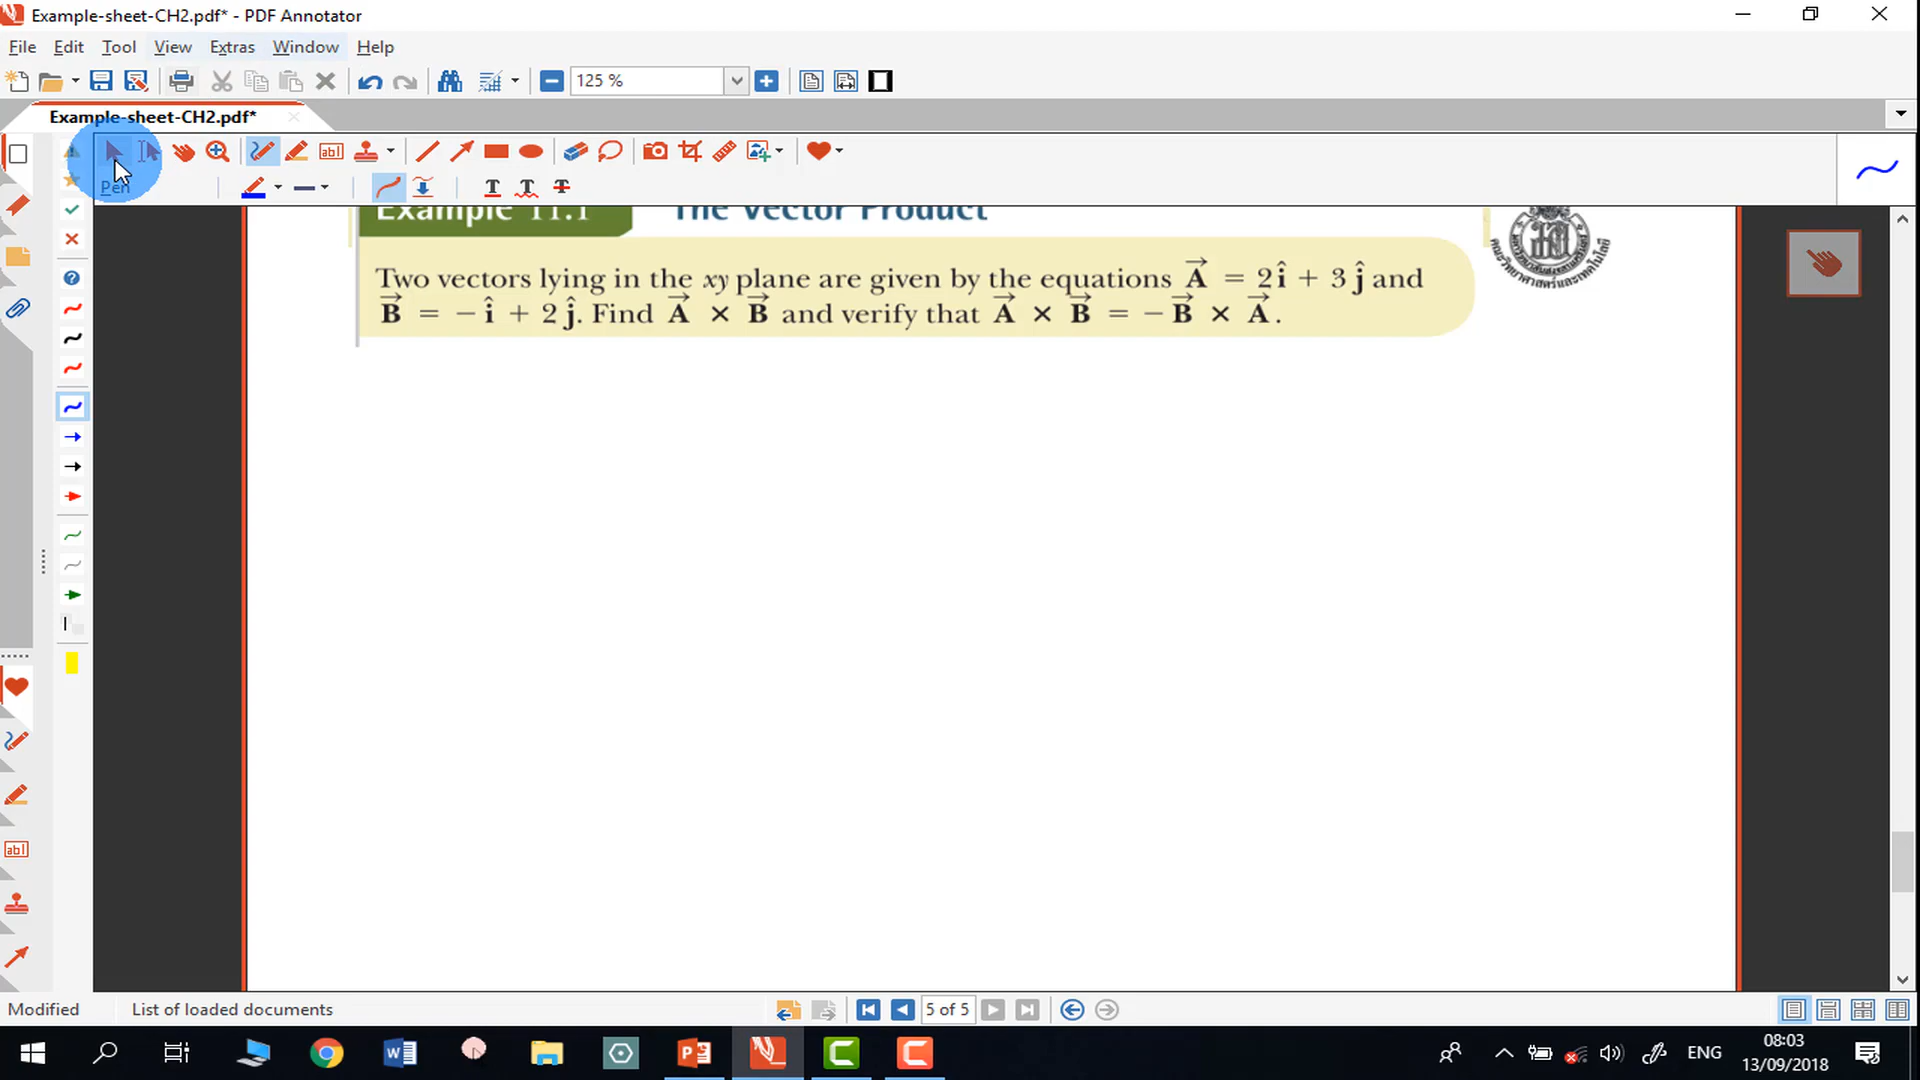 Example-sheet-CH2.pdf* - PDF Annotator
File Edit Tool View Extras Window Help
125 %
Example-sheet-CH2.pdf*
Pen
Example 11.1 The Vector Product
Two vectors lying in the xy plane are given by the equations A⃗ = 2î + 3ĵ and
B⃗ = −î + 2ĵ. Find A⃗ × B⃗ and verify that A⃗ × B⃗ = −B⃗ × A⃗.
Modified List of loaded documents 5 of 5
ENG
08:03
13/09/2018